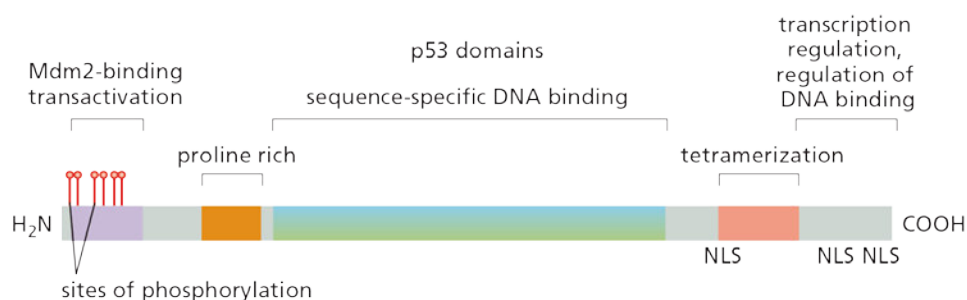 p53 domains
Mdm2-binding
transactivation
sequence-specific DNA binding
transcription
regulation,
regulation of
DNA binding
proline rich
tetramerization
H₂N
COOH
NLS
NLS NLS
sites of phosphorylation